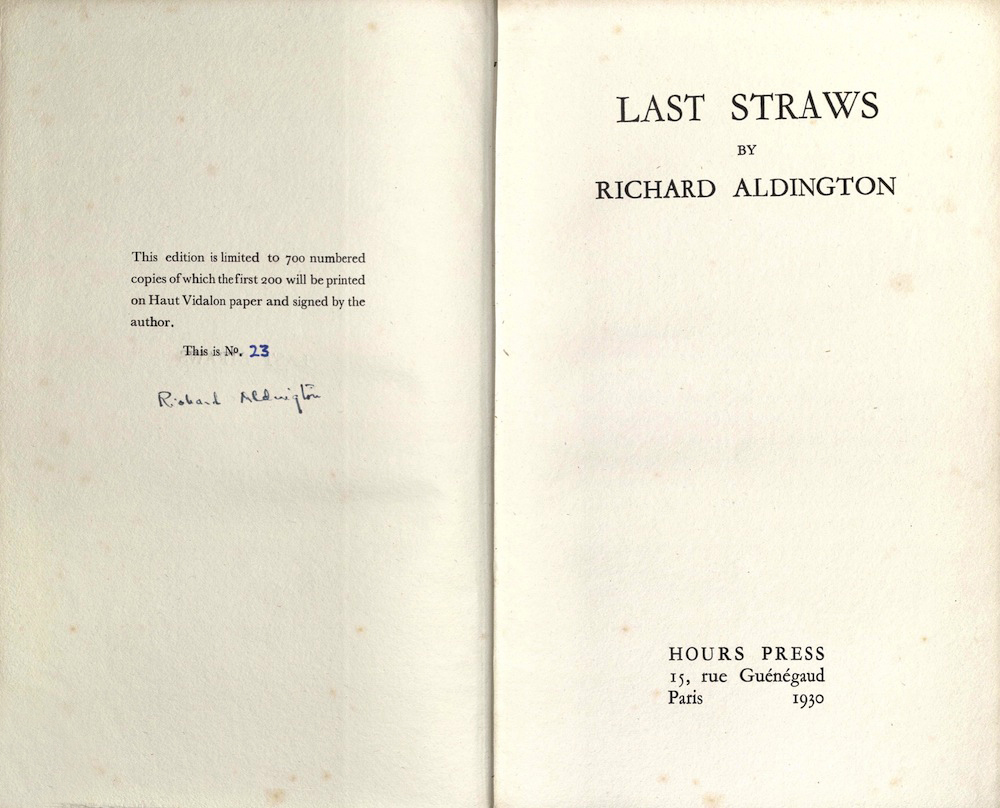 This edition is limited to 700 numbered
copies of which the first 200 will be printed
on Haut Vidalon paper and signed by the
author.
This is Nº. 23
Richard Aldington
LAST STRAWS
BY
RICHARD ALDINGTON
HOURS PRESS
15, rue Guénégaud
Paris 1930